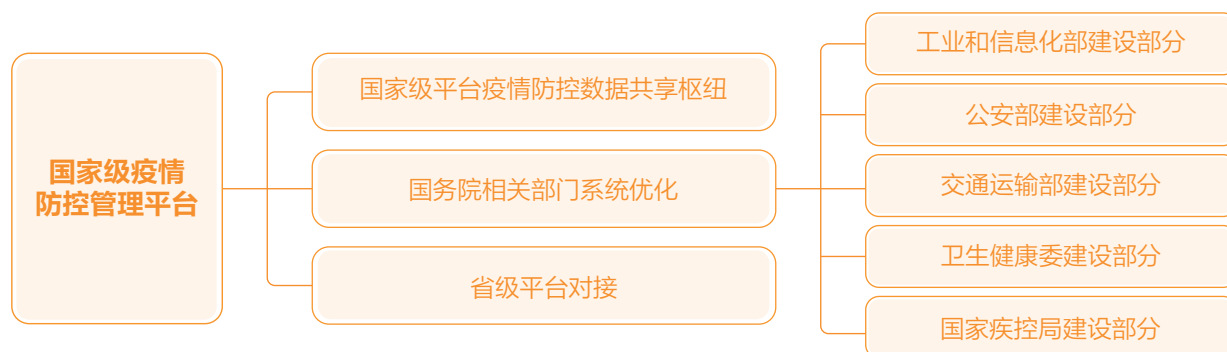 国家级疫情
防控管理平台
国家级平台疫情防控数据共享枢纽
国务院相关部门系统优化
省级平台对接
工业和信息化部建设部分
公安部建设部分
交通运输部建设部分
卫生健康委建设部分
国家疾控局建设部分